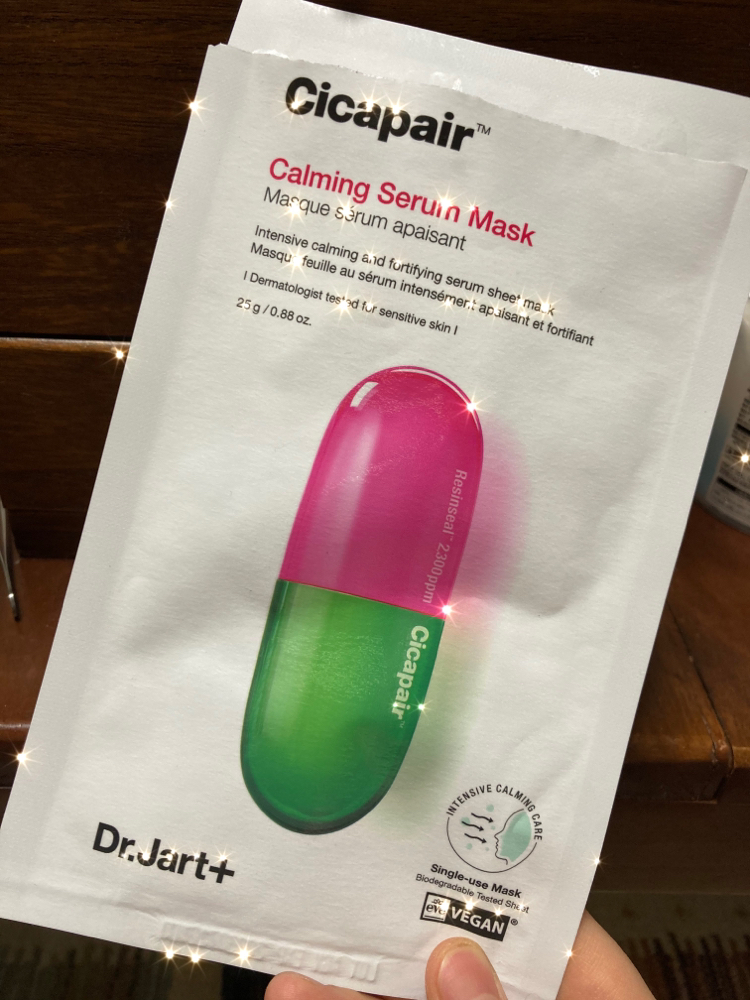 Cicapair™
Calming Serum Mask
Masque sérum apaisant
Intensive calming and fortifying serum sheet mask
Masque feuille au sérum intensément apaisant et fortifiant
I Dermatologist tested for sensitive skin I
25 g / 0.88 oz.
Resinseal™ 2,300ppm
Cicapair™
INTENSIVE CALMING CARE
Single-use Mask
Biodegradable Tested Sheet
eve VEGAN®
Dr.Jart+